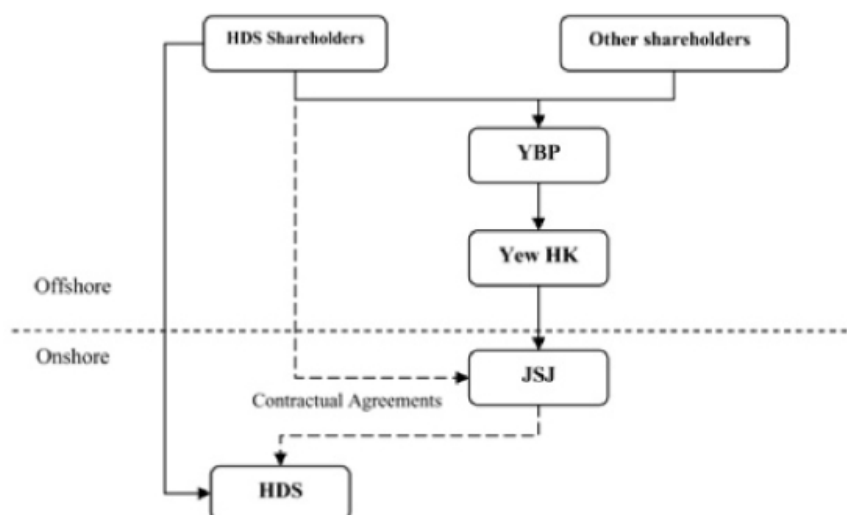 HDS Shareholders
Other shareholders
YBP
Yew HK
Offshore
Onshore
JSJ
Contractual Agreements
HDS